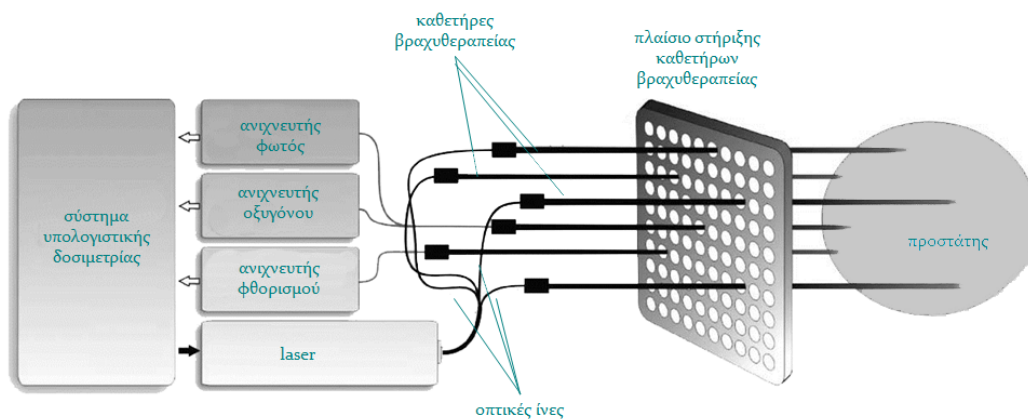 καθετήρες
βραχυθεραπείας
πλαίσιο στήριξης
καθετήρων
βραχυθεραπείας
ανιχνευτής
φωτός
ανιχνευτής
οξυγόνου
σύστημα
υπολογιστικής
δοσιμετρίας
προστάτης
ανιχνευτής
φθορισμού
laser
οπτικές ίνες